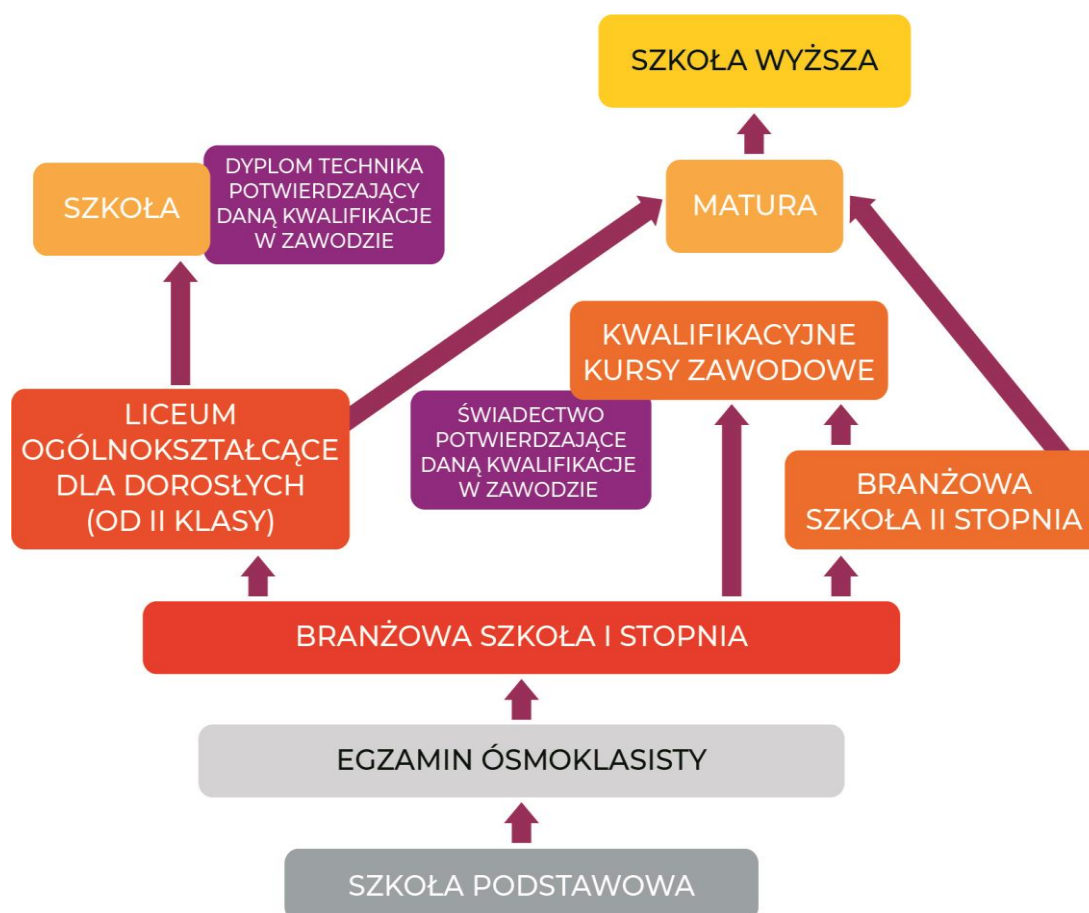 SZKOŁA WYŻSZA
SZKOŁA
DYPLOM TECHNIKA
POTWIERDZAJĄCY
DANĄ KWALIFIKACJE
W ZAWODZIE
MATURA
KWALIFIKACYJNE
KURSY ZAWODOWE
LICEUM
OGÓLNOKSZTAŁCĄCE
DLA DOROSŁYCH
(OD II KLASY)
ŚWIADECTWO
POTWIERDZAJĄCE
DANĄ KWALIFIKACJE
W ZAWODZIE
BRANŻOWA
SZKOŁA II STOPNIA
BRANŻOWA SZKOŁA I STOPNIA
EGZAMIN ÓSMOKLASISTY
SZKOŁA PODSTAWOWA